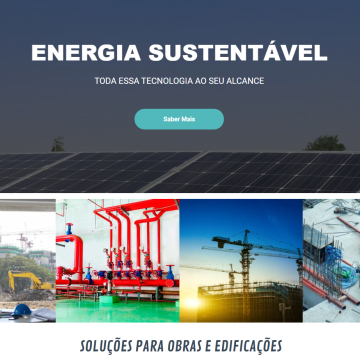 ENERGIA SUSTENTÁVEL
TODA ESSA TECNOLOGIA AO SEU ALCANCE
Saber Mais
SOLUÇÕES PARA OBRAS E EDIFICAÇÕES